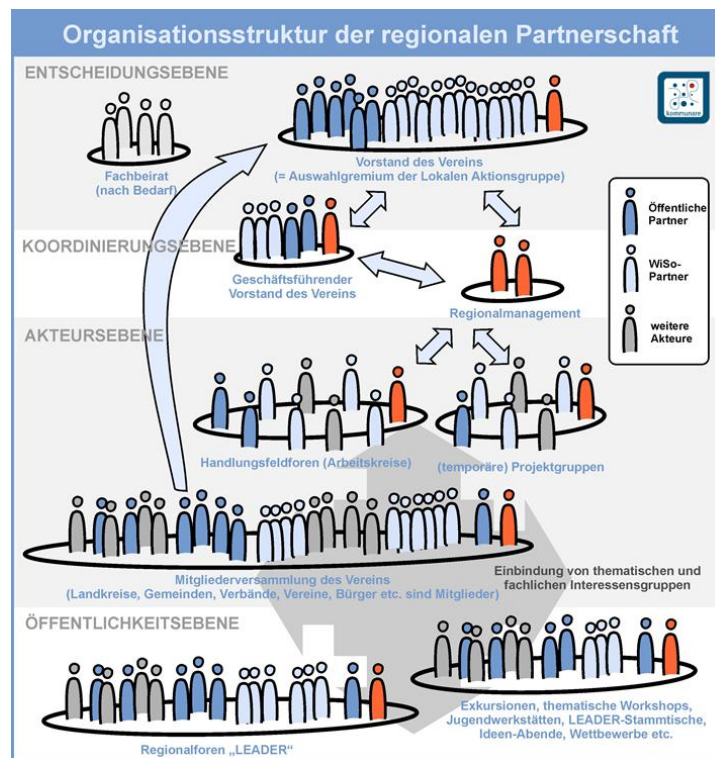 Organisationsstruktur der regionalen Partnerschaft
ENTSCHEIDUNGSEBENE
kommunare
Fachbeirat
(nach Bedarf)
Vorstand des Vereins
(= Auswahlgremium der Lokalen Aktionsgruppe)
Öffentliche
Partner
WiSo-
Partner
weitere
Akteure
KOORDINIERUNGSEBENE
Geschäftsführender
Vorstand des Vereins
Regionalmanagement
AKTEURSEBENE
Handlungsfeldforen (Arbeitskreise)
(temporäre) Projektgruppen
Mitgliederversammlung des Vereins
(Landkreise, Gemeinden, Verbände, Vereine, Bürger etc. sind Mitglieder)
Einbindung von thematischen und
fachlichen Interessensgruppen
ÖFFENTLICHKEITSEBENE
Regionalforen „LEADER“
Exkursionen, thematische Workshops,
Jugendwerkstätten, LEADER-Stammtische,
Ideen-Abende, Wettbewerbe etc.